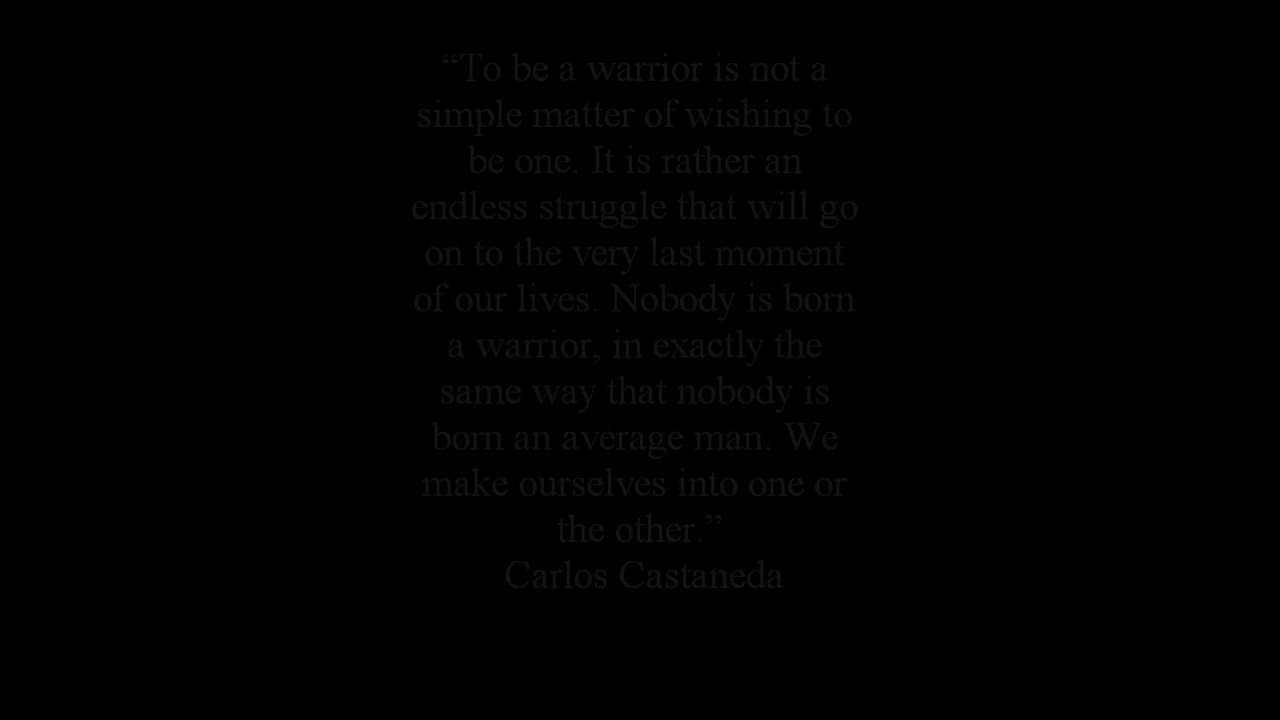 “To be a warrior is not a
simple matter of wishing to
be one. It is rather an
endless struggle that will go
on to the very last moment
of our lives. Nobody is born
a warrior, in exactly the
same way that nobody is
born an average man. We
make ourselves into one or
the other.”
Carlos Castaneda